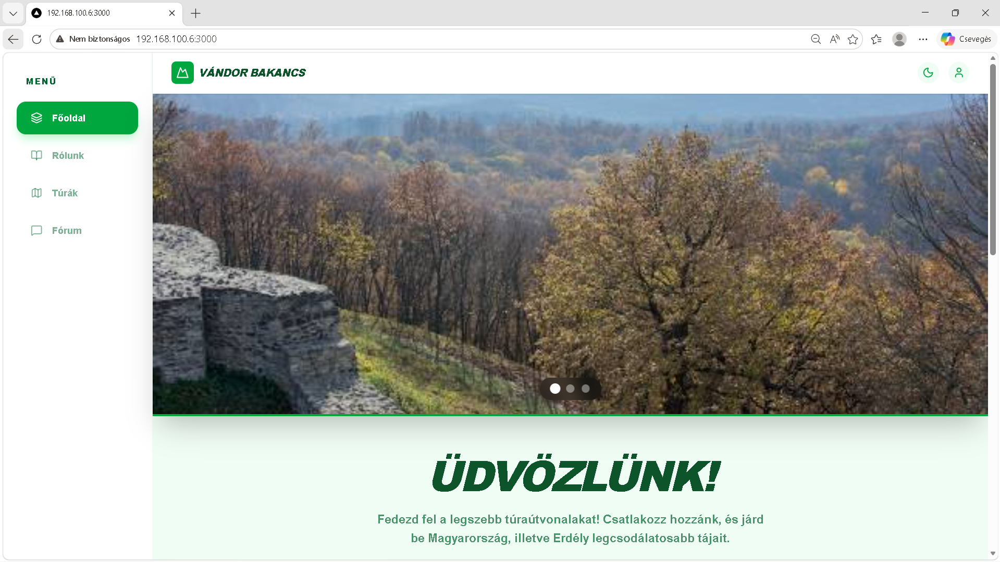 192.168.100.6:3000
Nem biztonságos 192.168.100.6:3000
Csevegés
MENÜ
Főoldal
Rólunk
Túrák
Fórum
VÁNDOR BAKANCS
ÜDVÖZLÜNK!
Fedezd fel a legszebb túraútvonalakat! Csatlakozz hozzánk, és járd
be Magyarország, illetve Erdély legcsodálatosabb tájait.